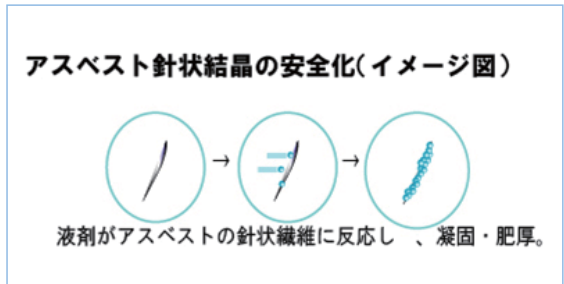 アスベスト針状結晶の安全化(イメージ図)
→ →
液剤がアスベストの針状繊維に反応し 、凝固・肥厚。